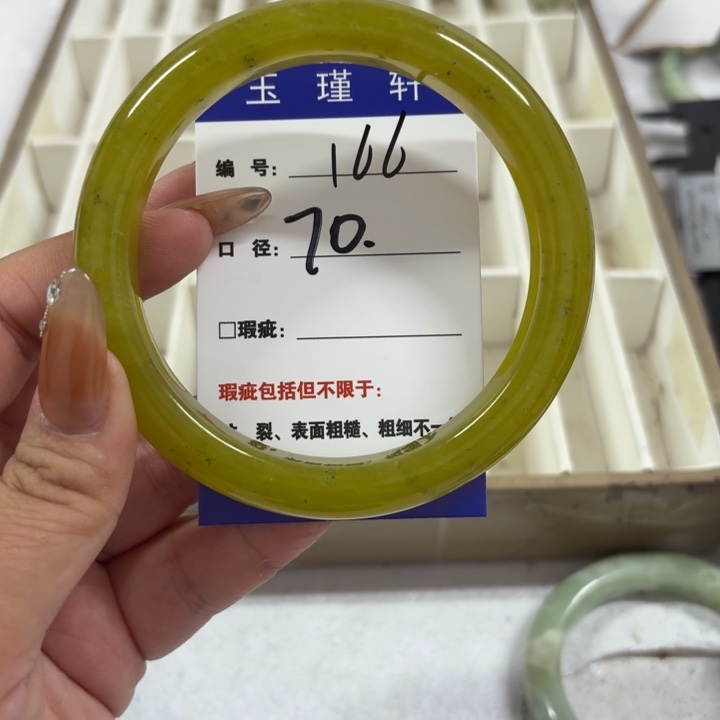 玉瑾轩
编号: 166
口径: 70.
□瑕疵:
瑕疵包括但不限于:
裂、表面粗糙、粗细不一